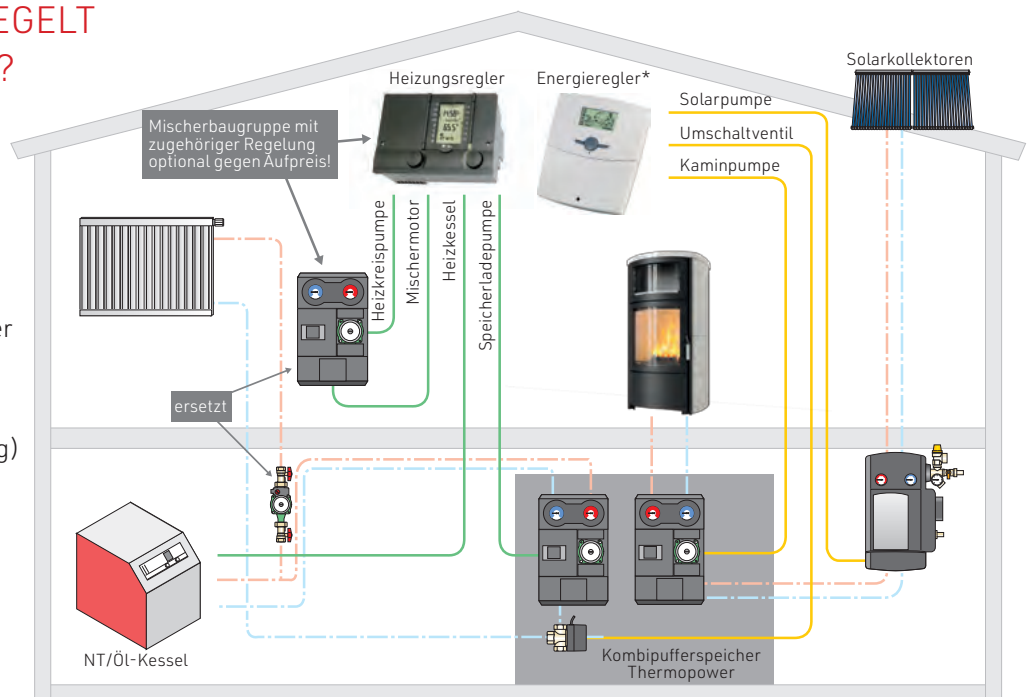 EGELT
?
Heizungsregler
Energieregler*
Solarkollektoren
Solarpumpe
Umschaltventil
Kaminpumpe
Mischerbaugruppe mit
zugehöriger Regelung
optional gegen Aufpreis!
Heizkreispumpe
Mischermotor
Heizkessel
Speicherladepumpe
er
ersetzt
g)
NT/Öl-Kessel
Kombipufferspeicher
Thermopower